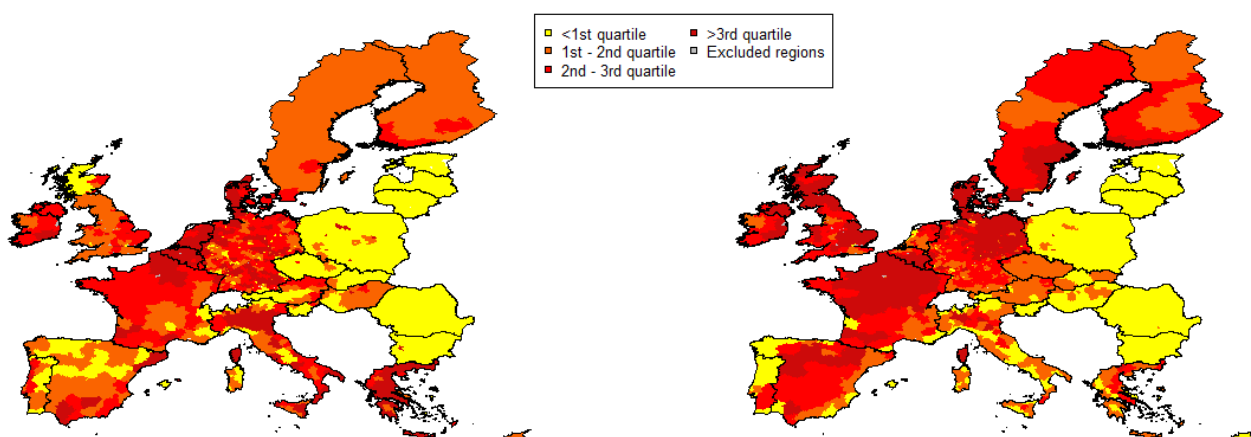 <1st quartile >3rd quartile
1st - 2nd quartile Excluded regions
2nd - 3rd quartile